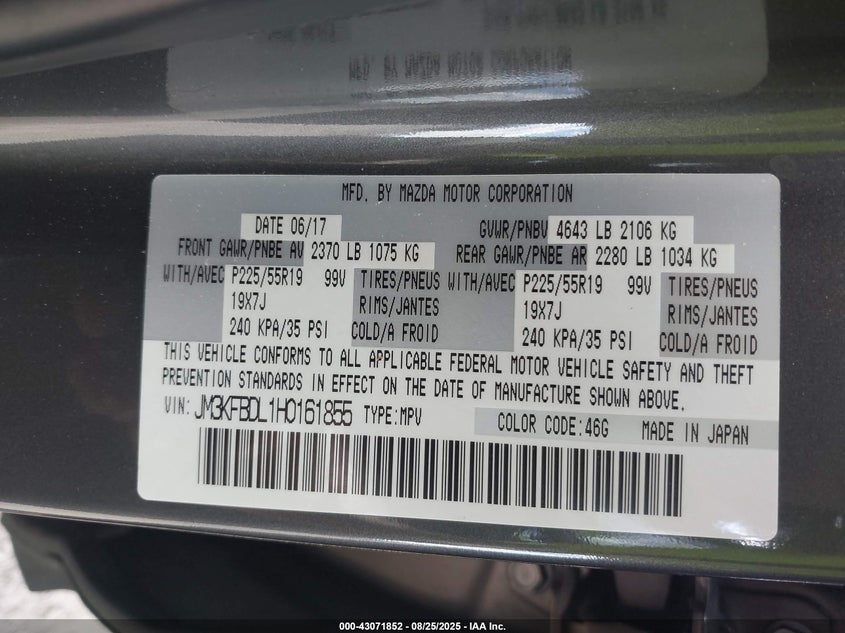 MFD. BY MAZDA MOTOR CORPORATION
DATE 06/17 GVWR/PNBV 4643 LB 2106 KG
FRONT GAWR/PNBE AV 2370 LB 1075 KG REAR GAWR/PNBE AR 2280 LB 1034 KG
WITH/AVEC P225/55R19 99V TIRES/PNEUS WITH/AVEC P225/55R19 99V TIRES/PNEUS
19X7J RIMS/JANTES 19X7J RIMS/JANTES
240 KPA/35 PSI COLD/A FROID 240 KPA/35 PSI COLD/A FROID
THIS VEHICLE CONFORMS TO ALL APPLICABLE FEDERAL MOTOR VEHICLE SAFETY AND THEFT
PREVENTION STANDARDS IN EFFECT ON THE DATE OF MANUFACTURE SHOWN ABOVE.
VIN: JM3KFBDL1H0161855 TYPE:MPV COLOR CODE:46G MADE IN JAPAN
000-43071852 - 08/25/2025 - IAA Inc.